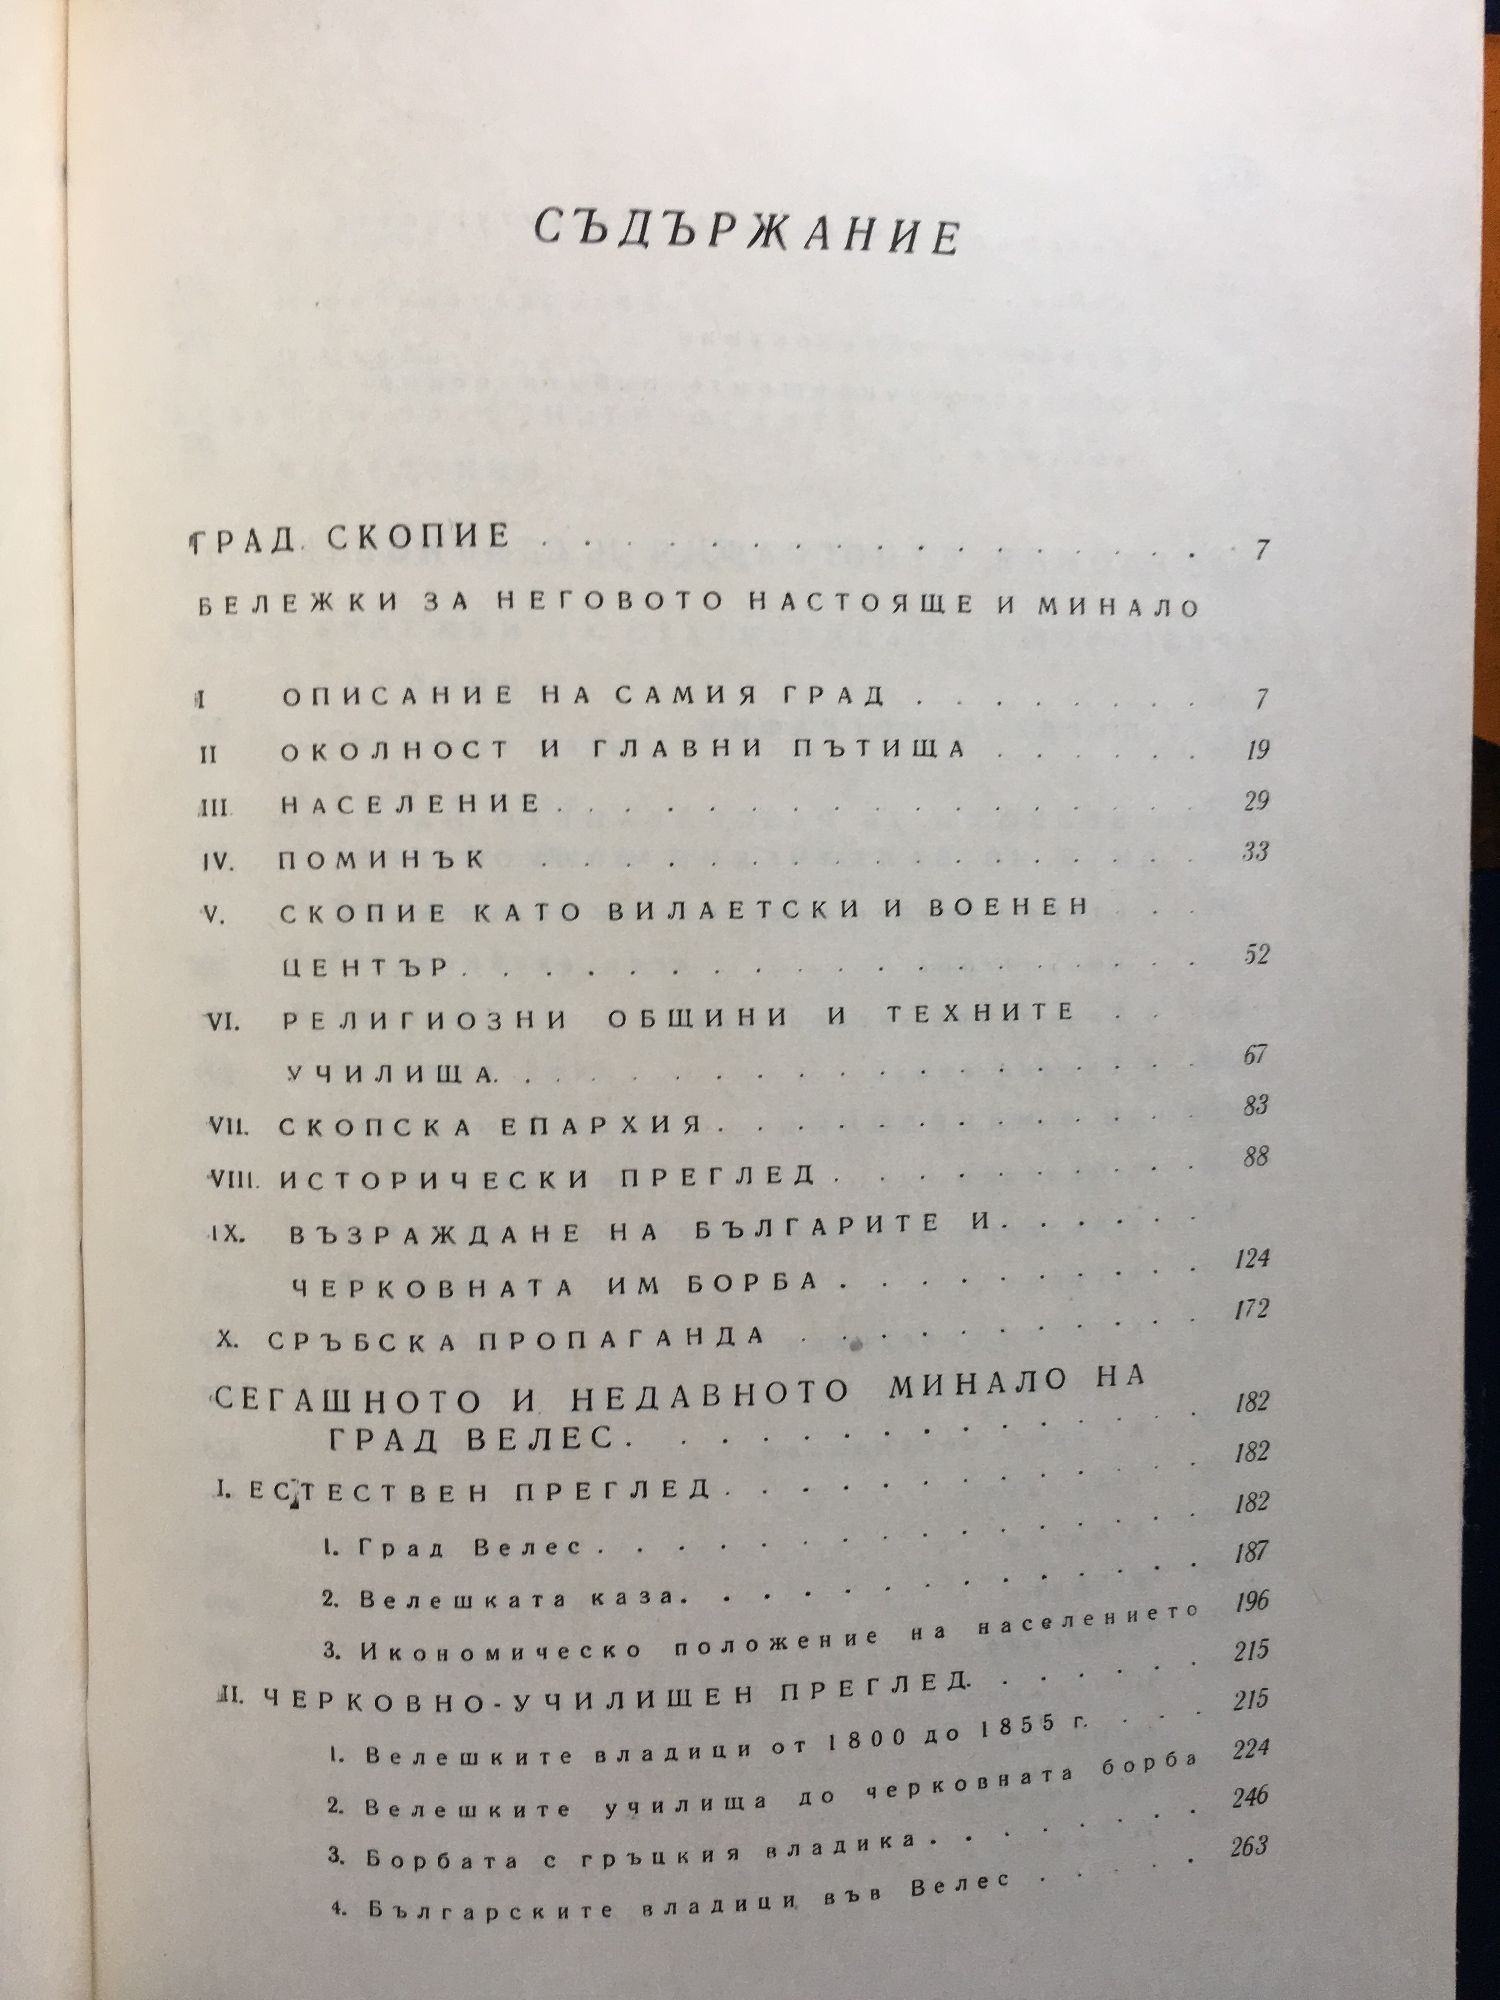 СЪДЪРЖАНИЕ
ГРАД СКОПИЕ . . . . . . . . . . . . . . . . . 7
БЕЛЕЖКИ ЗА НЕГОВОТО НАСТОЯЩЕ И МИНАЛО
I ОПИСАНИЕ НА САМИЯ ГРАД . . . . . . . . 7
II ОКОЛНОСТ И ГЛАВНИ ПЪТИЩА . . . . . . 19
III НАСЕЛЕНИЕ . . . . . . . . . . . . . . . . 29
IV. ПОМИНЪК . . . . . . . . . . . . . . . . . 33
V. СКОПИЕ КАТО ВИЛАЕТСКИ И ВОЕНЕН . .
ЦЕНТЪР . . . . . . . . . . . . . . . . . . . 52
VI. РЕЛИГИОЗНИ ОБЩИНИ И ТЕХНИТЕ . .
УЧИЛИЩА . . . . . . . . . . . . . . . . . . 67
VII. СКОПСКА ЕПАРХИЯ . . . . . . . . . . . . 83
VIII. ИСТОРИЧЕСКИ ПРЕГЛЕД . . . . . . . . . . 88
IX. ВЪЗРАЖДАНЕ НА БЪЛГАРИТЕ И . . . . .
ЧЕРКОВНАТА ИМ БОРБА . . . . . . . . . 124
X. СРЪБСКА ПРОПАГАНДА . . . . . . . . . . 172
СЕГАШНОТО И НЕДАВНОТО МИНАЛО НА
ГРАД ВЕЛЕС . . . . . . . . . . . . . . . 182
I. ЕСТЕСТВЕН ПРЕГЛЕД . . . . . . . . . . . . 182
1. Град Велес . . . . . . . . . . . . . . . 182
2. Велешката каза . . . . . . . . . . . . . 187
3. Икономическо положение на населението 196
II. ЧЕРКОВНО-УЧИЛИЩЕН ПРЕГЛЕД . . . . . . 215
1. Велешките владици от 1800 до 1855 г. . . . 215
2. Велешките училища до черковната борба 224
3. Борбата с гръцкия владика . . . . . . . . 246
4. Българските владици във Велес . . . . . 263